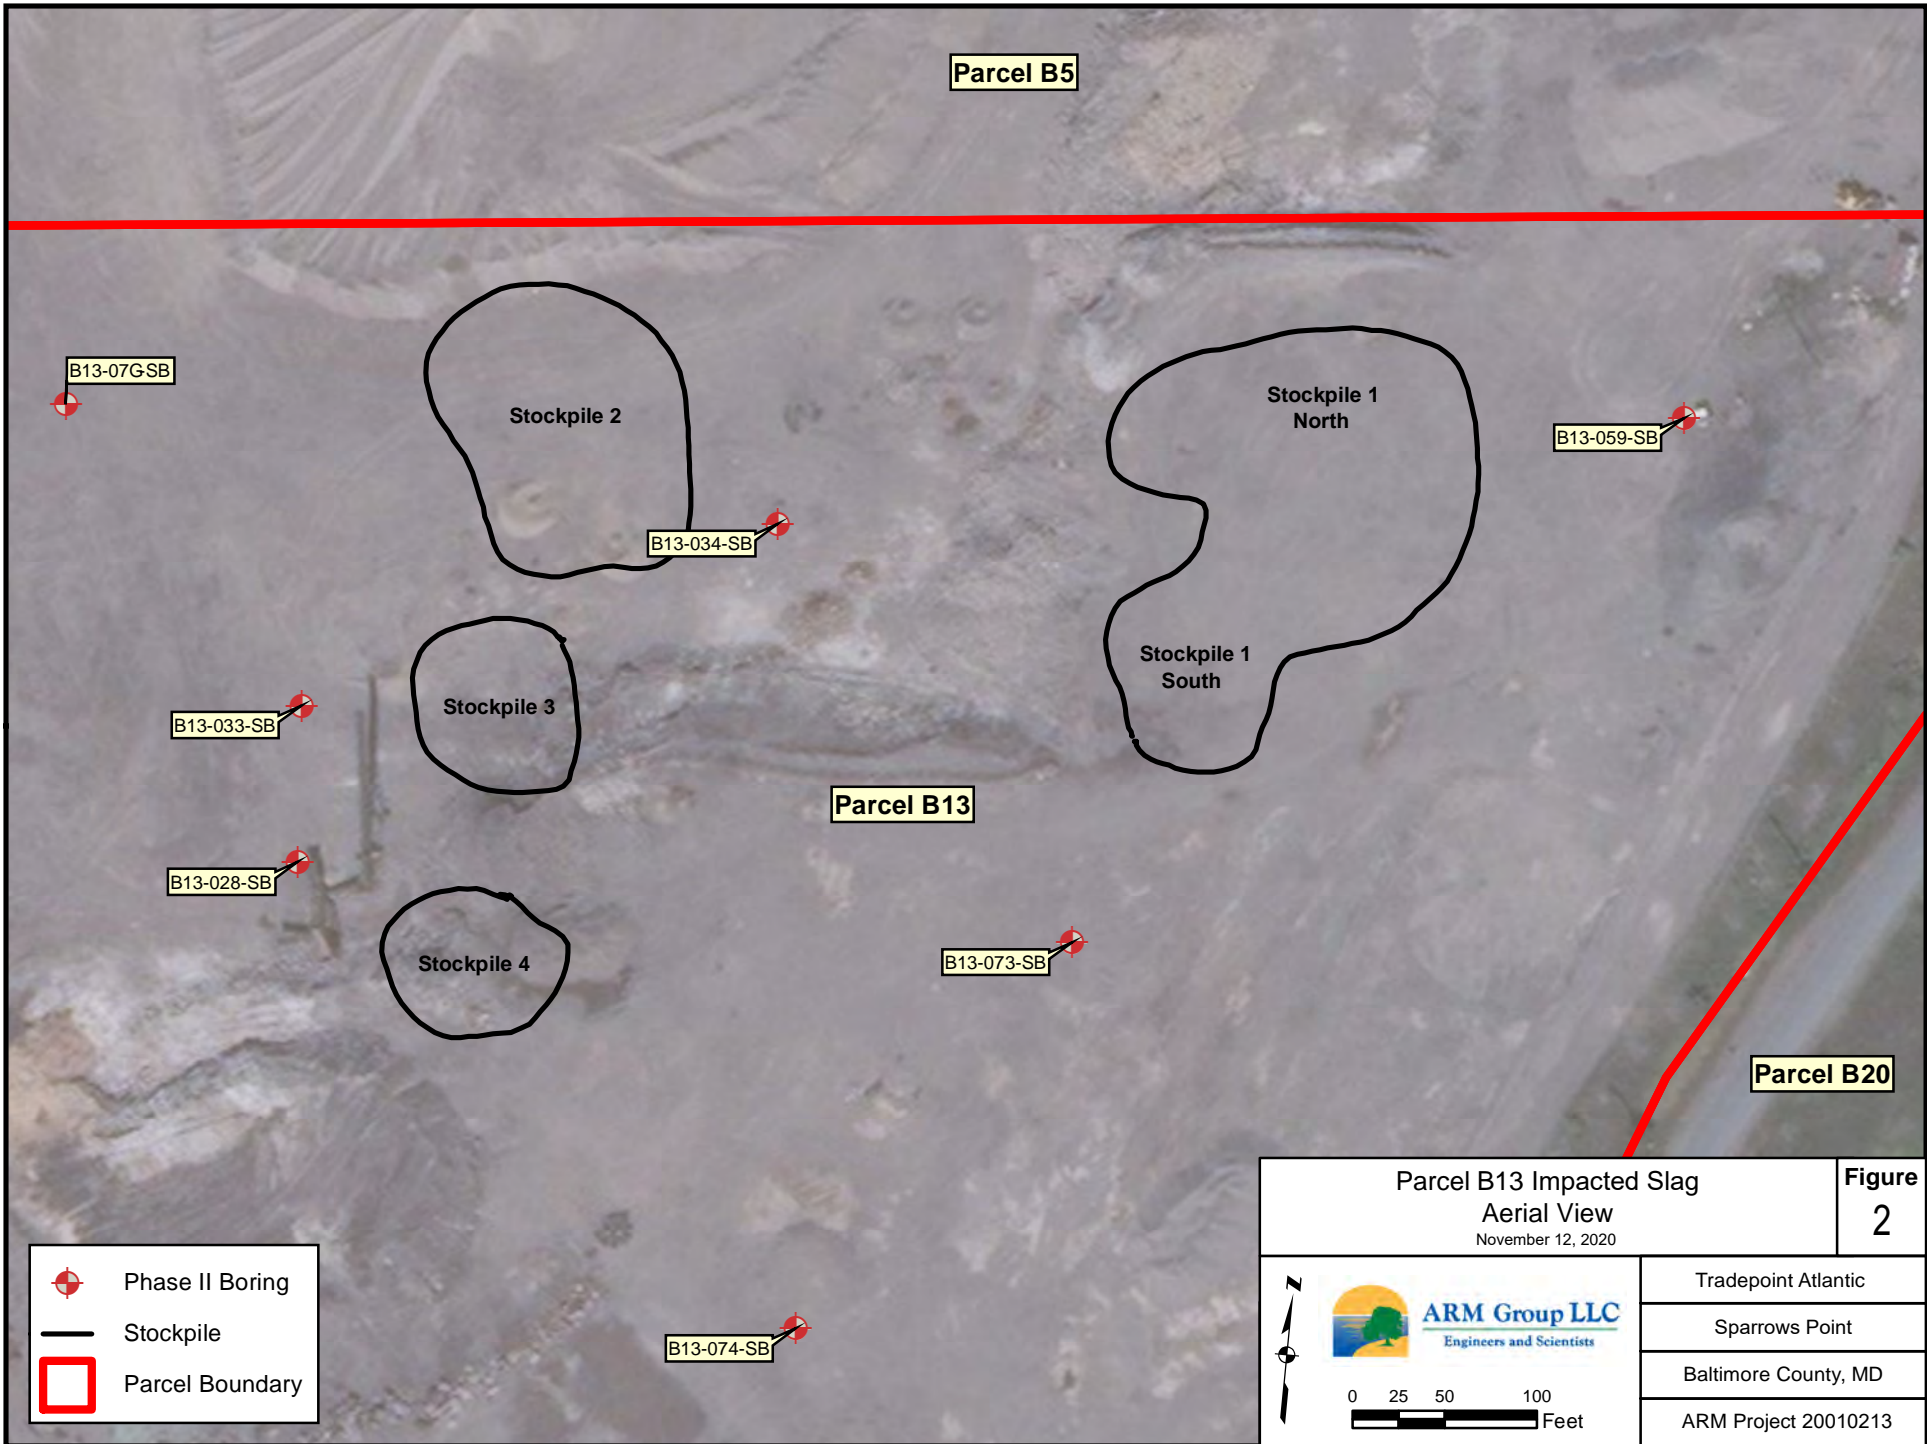 Parcel B5
B13-07G-SB
Stockpile 2
Stockpile 1
North
B13-059-SB
B13-034-SB
Stockpile 1
South
Stockpile 3
B13-033-SB
Parcel B13
B13-028-SB
Stockpile 4
B13-073-SB
Parcel B20
B13-074-SB
Phase II Boring
Stockpile
Parcel Boundary
Parcel B13 Impacted Slag
Aerial View
November 12, 2020
Figure
2
N
ARM Group LLC
Engineers and Scientists
0 25 50 100
Feet
Tradepoint Atlantic
Sparrows Point
Baltimore County, MD
ARM Project 20010213